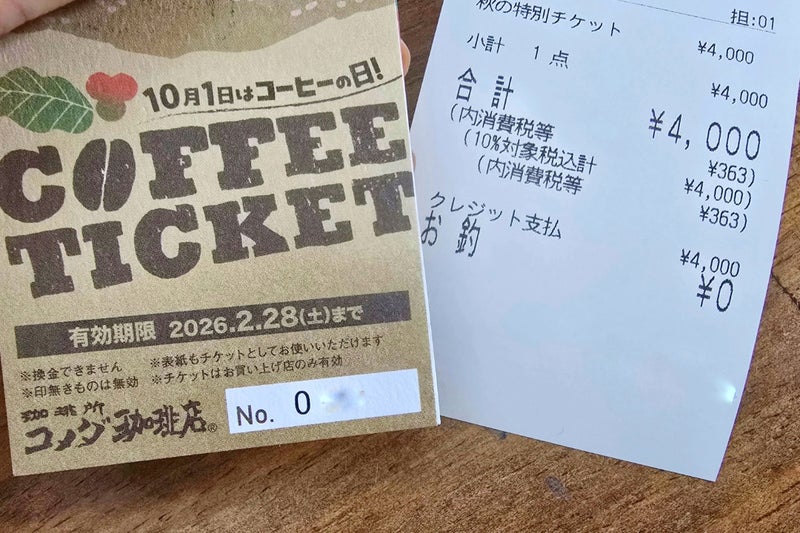 10月1日はコーヒーの日!
COFFEE
TICKET
有効期限 2026.2.28(土)まで
※換金できません ※表紙もチケットとしてお使いいただけます
※印無きものは無効 ※チケットはお買い上げ店のみ有効
珈琲所
コメダ珈琲店®
No. 0
担:01
秋の特別チケット ¥4,000
小計 1点 ¥4,000
合計 ¥4,000
(内消費税等 ¥363)
(10%対象税込計 ¥4,000)
(内消費税等 ¥363)
クレジット支払 ¥4,000
お釣 ¥0